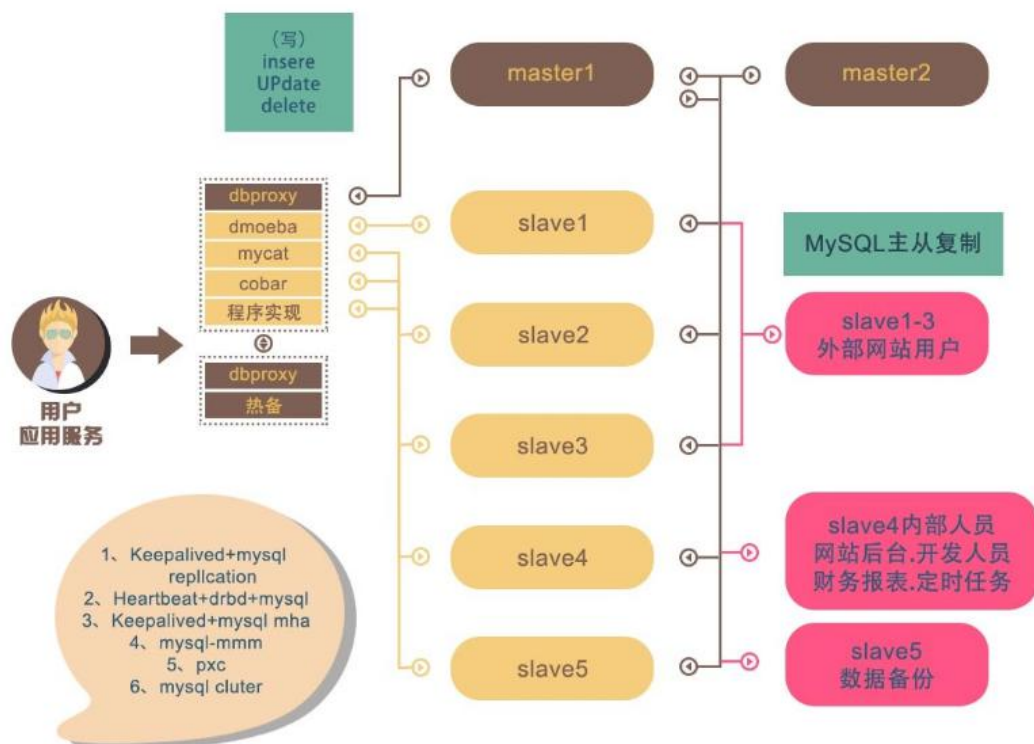 （写）
insere
UPdate
delete
master1
master2
dbproxy
dmoeba
mycat
cobar
程序实现
dbproxy
热备
用户
应用服务
slave1
slave2
slave3
slave4
slave5
MySQL主从复制
slave1-3
外部网站用户
slave4内部人员
网站后台.开发人员
财务报表.定时任务
slave5
数据备份
1、Keepalived+mysql
repllcation
2、Heartbeat+drbd+mysql
3、Keepalived+mysql mha
4、mysql-mmm
5、pxc
6、mysql cluter